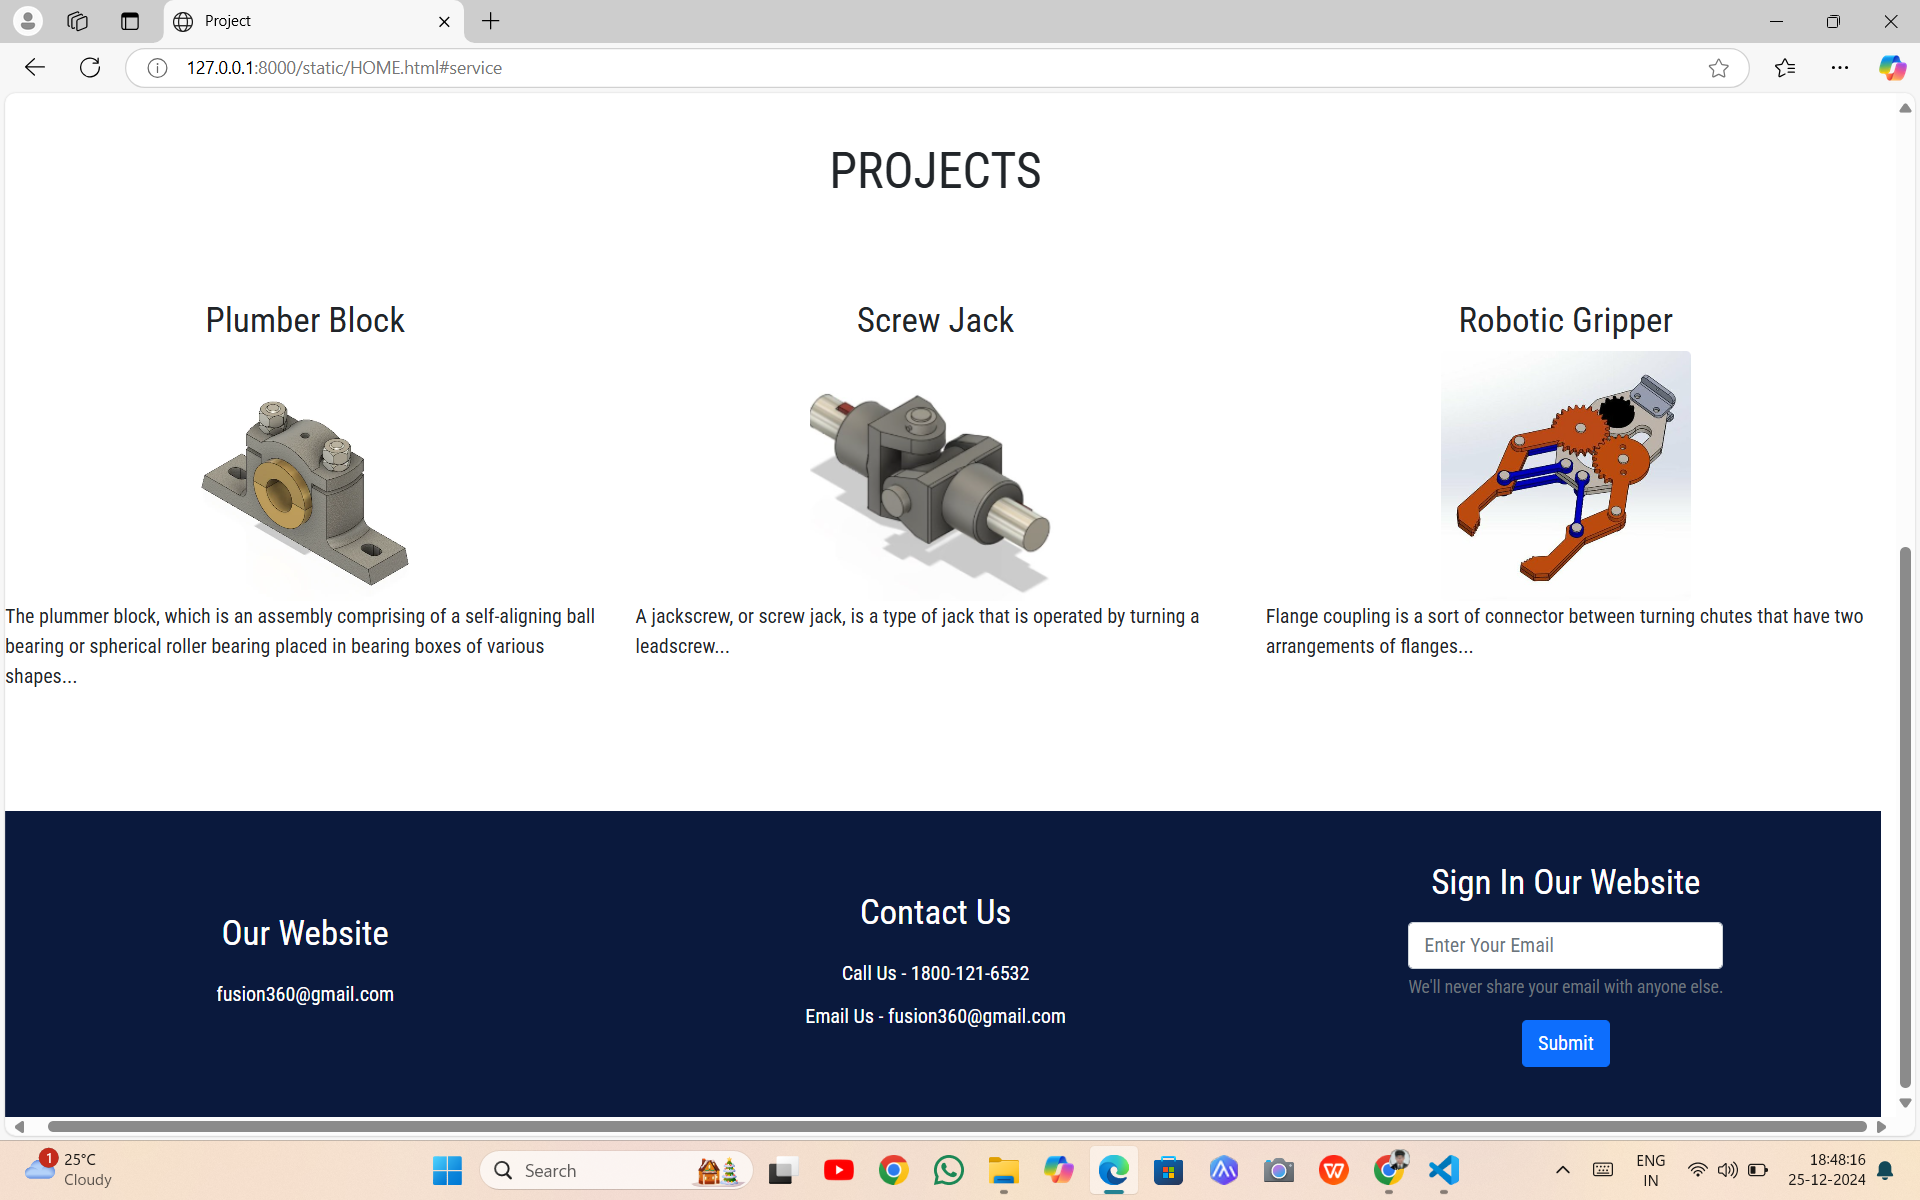 Project
127.0.0.1:8000/static/HOME.html#service
PROJECTS
Plumber Block
Screw Jack
Robotic Gripper
The plummer block, which is an assembly comprising of a self-aligning ball
bearing or spherical roller bearing placed in bearing boxes of various
shapes...
A jackscrew, or screw jack, is a type of jack that is operated by turning a
leadscrew...
Flange coupling is a sort of connector between turning chutes that have two
arrangements of flanges...
Our Website
fusion360@gmail.com
Contact Us
Call Us - 1800-121-6532
Email Us - fusion360@gmail.com
Sign In Our Website
Enter Your Email
We'll never share your email with anyone else.
Submit
1
25°C
Cloudy
Search
ENG
IN
18:48:16
25-12-2024